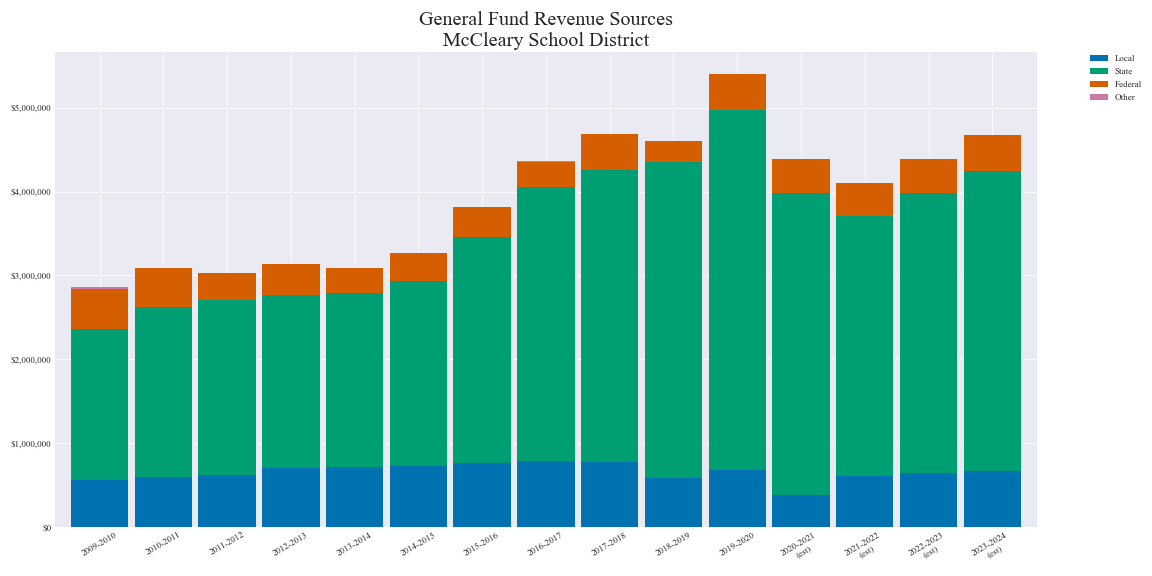 General Fund Revenue Sources
McCleary School District
Local
State
Federal
Other
$5,000,000
$4,000,000
$3,000,000
$2,000,000
$1,000,000
$0
2009-2010
2010-2011
2011-2012
2012-2013
2013-2014
2014-2015
2015-2016
2016-2017
2017-2018
2018-2019
2019-2020
2020-2021
(est)
2021-2022
(est)
2022-2023
(est)
2023-2024
(est)